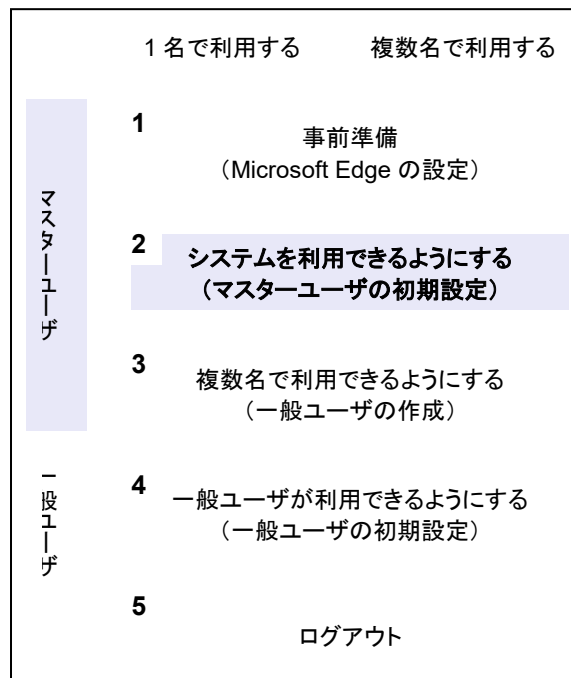 1 名で利用する
複数名で利用する
マスターユーザ
1
事前準備
（Microsoft Edge の設定）
2
システムを利用できるようにする
（マスターユーザの初期設定）
3
複数名で利用できるようにする
（一般ユーザの作成）
一般ユーザ
4
一般ユーザが利用できるようにする
（一般ユーザの初期設定）
5
ログアウト